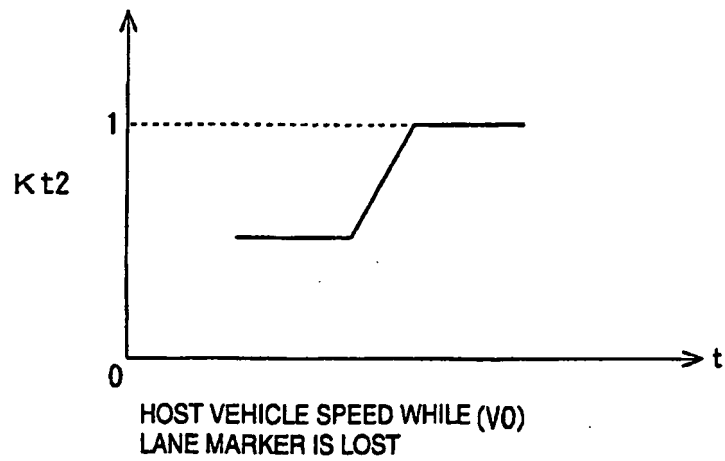 1
Kt2
0
t
HOST VEHICLE SPEED WHILE (V0)
LANE MARKER IS LOST